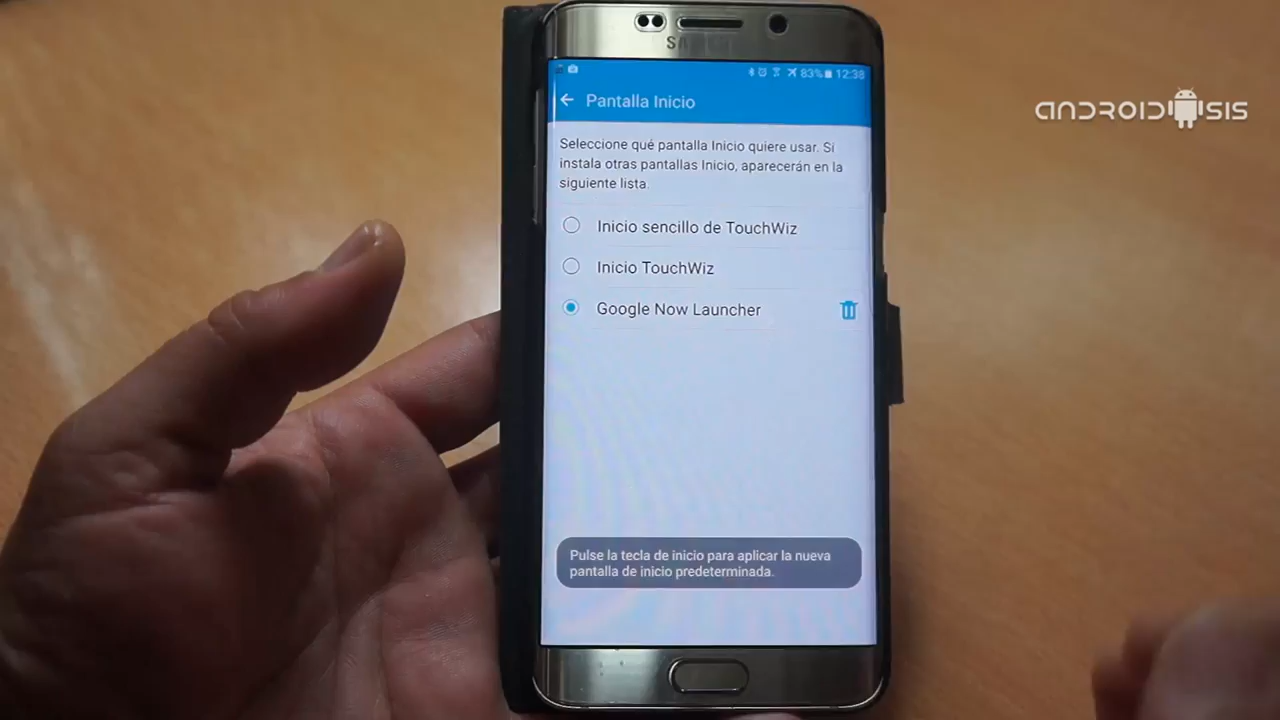 SAMSUNG
83% 12:38
Pantalla Inicio
Seleccione qué pantalla Inicio quiere usar. Si
instala otras pantallas Inicio, aparecerán en la
siguiente lista.
Inicio sencillo de TouchWiz
Inicio TouchWiz
Google Now Launcher
Pulse la tecla de inicio para aplicar la nueva
pantalla de inicio predeterminada.
ANDROIDSIS